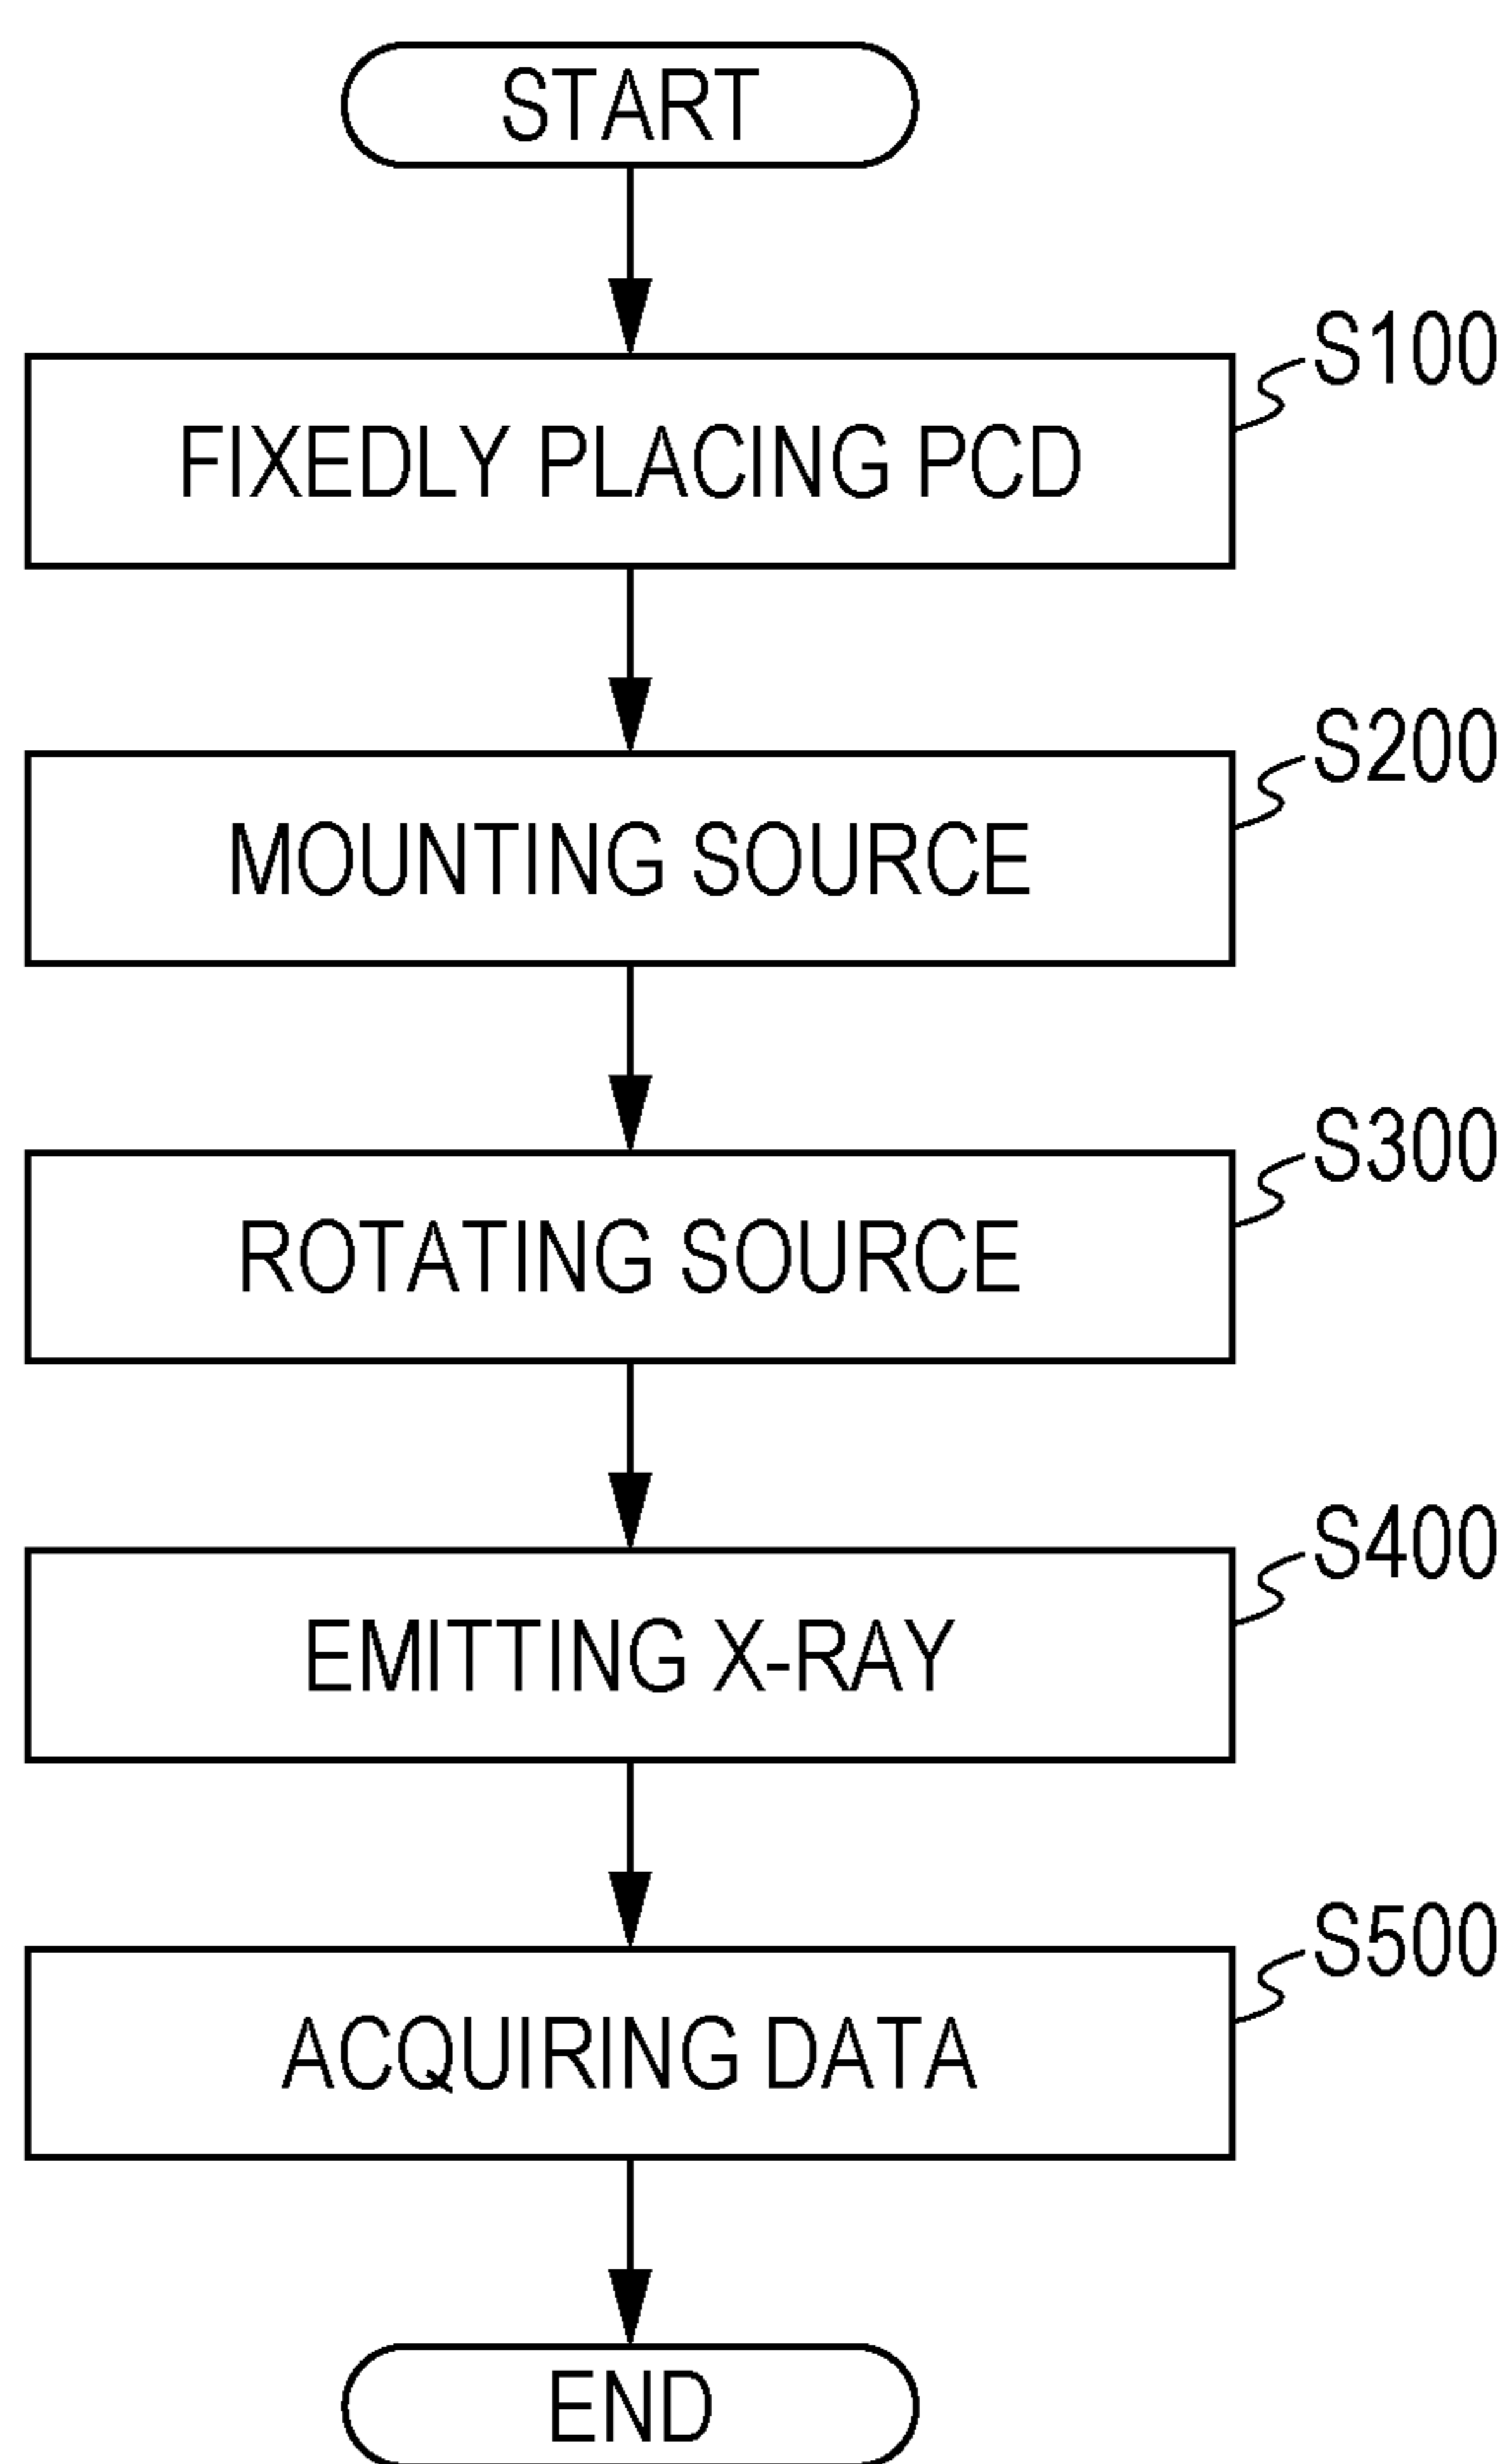 START
S100
FIXEDLY PLACING PCD
S200
MOUNTING SOURCE
S300
ROTATING SOURCE
S400
EMITTING X-RAY
S500
ACQUIRING DATA
END